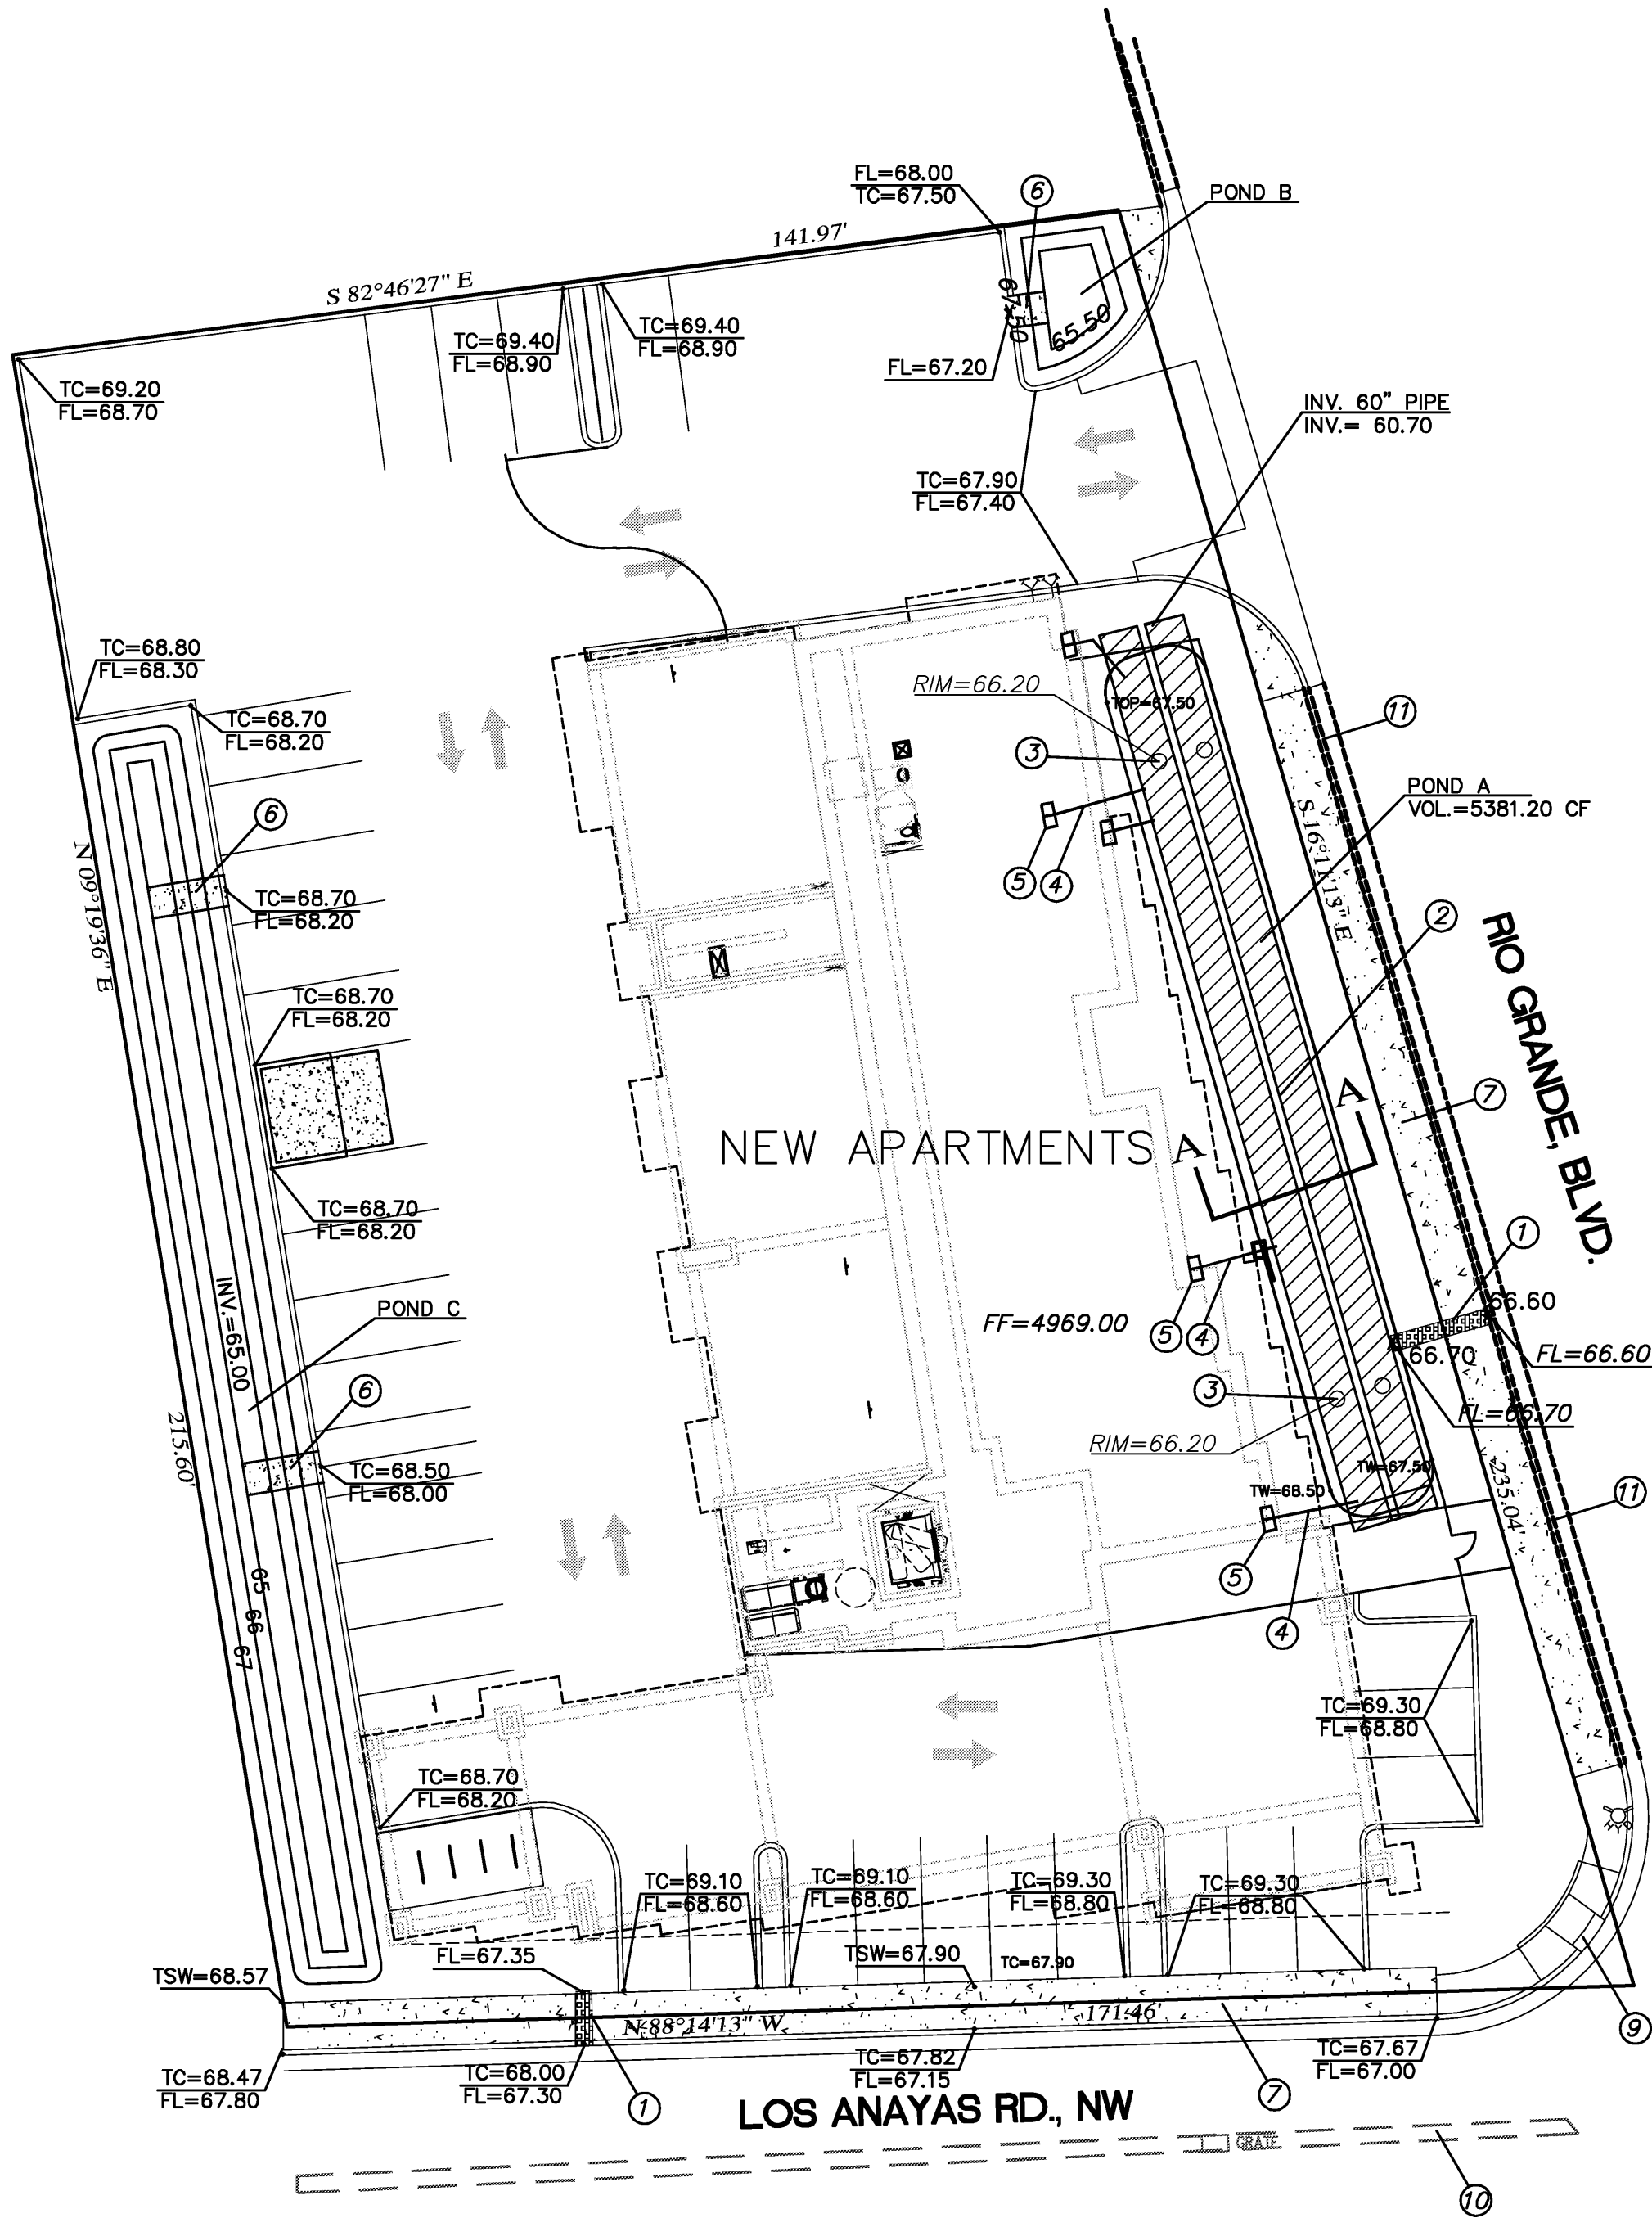 FL=68.00
TC=67.50
6
POND B
141.97'
S 82°46'27" E
TC=69.40
FL=68.90
TC=69.40
FL=68.90
67.50
65.50
FL=67.20
TC=69.20
FL=68.70
INV. 60" PIPE
INV.= 60.70
TC=67.90
FL=67.40
TC=68.80
FL=68.30
RIM=66.20
TOP=67.50
11
TC=68.70
FL=68.20
3
POND A
VOL.=5381.20 CF
6
S 16°11'13" E
N 09°19'36" E
TC=68.70
FL=68.20
5
4
2
RIO GRANDE, BLVD.
TC=68.70
FL=68.20
A
7
NEW APARTMENTS
A
TC=68.70
FL=68.20
1
INV.=65.00
POND C
66.60
FF=4969.00
5
4
66.70
FL=66.60
6
3
FL=66.70
215.60'
RIM=66.20
TC=68.50
FL=68.00
TW=67.50
TW=68.50
235.04'
11
5
65
66
67
4
TC=69.30
FL=68.80
TC=68.70
FL=68.20
HYD
TC=69.10
FL=68.60
TC=69.10
FL=68.60
TC=69.30
FL=68.80
TC=69.30
FL=68.80
FL=67.35
TSW=67.90
TC=67.90
TSW=68.57
N 88°14'13" W
171.46'
9
TC=68.47
FL=67.80
TC=68.00
FL=67.30
TC=67.82
FL=67.15
TC=67.67
FL=67.00
1
7
LOS ANAYAS RD., NW
GRATE
10